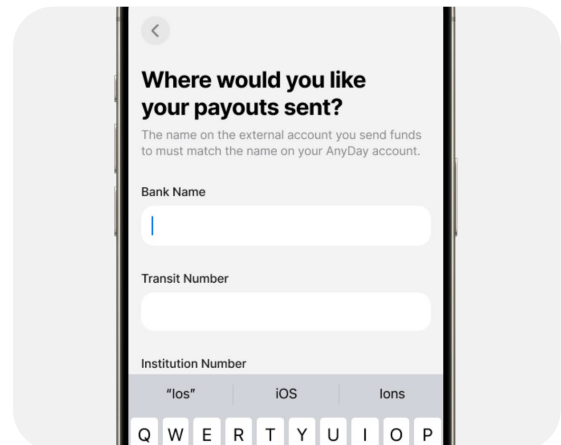 Where would you like
your payouts sent?
The name on the external account you send funds
to must match the name on your AnyDay account.
Bank Name
Transit Number
Institution Number
“Ios” iOS Ions
Q W E R T Y U I O P